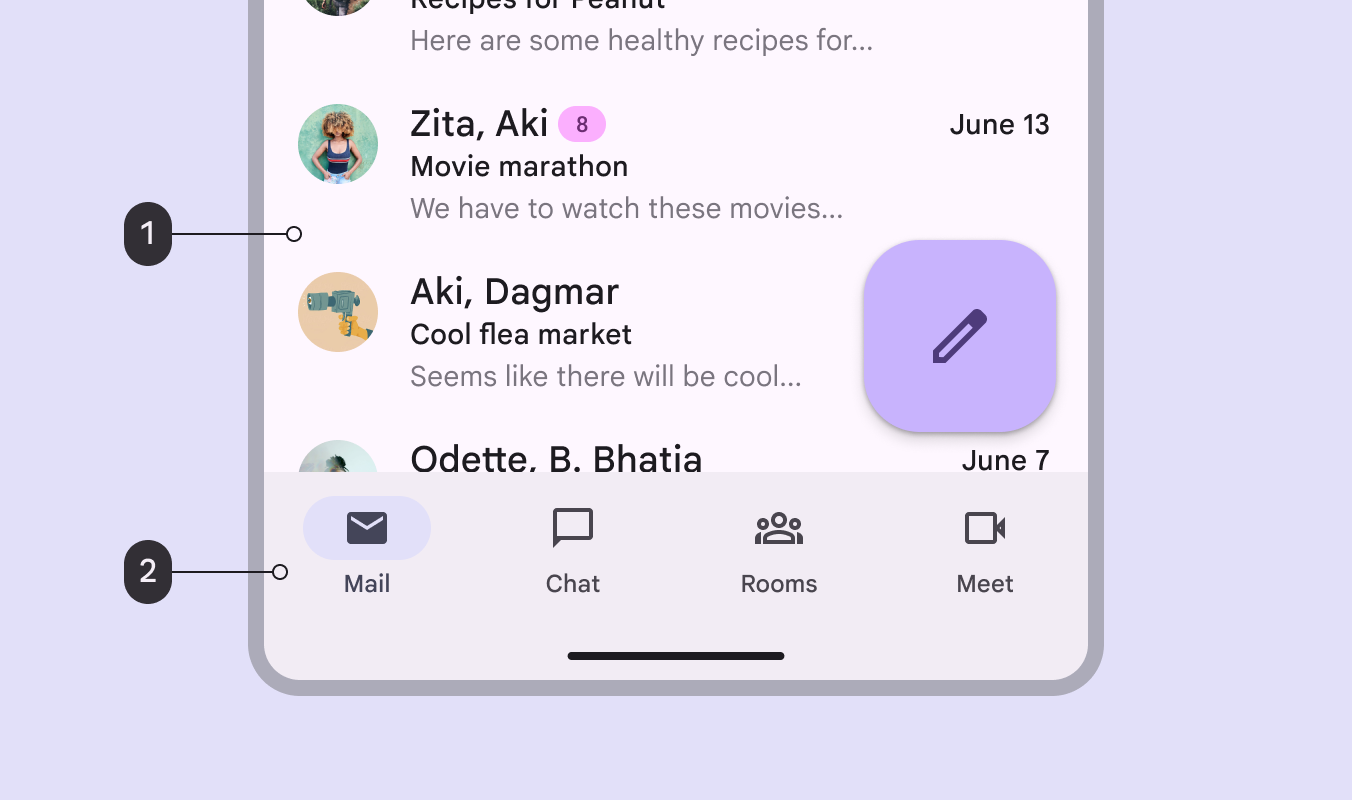 Recipes for Peanut
Here are some healthy recipes for...
Zita, Aki 8 June 13
Movie marathon
We have to watch these movies...
1
Aki, Dagmar
Cool flea market
Seems like there will be cool...
Odette, B. Bhatia June 7
2
Mail Chat Rooms Meet